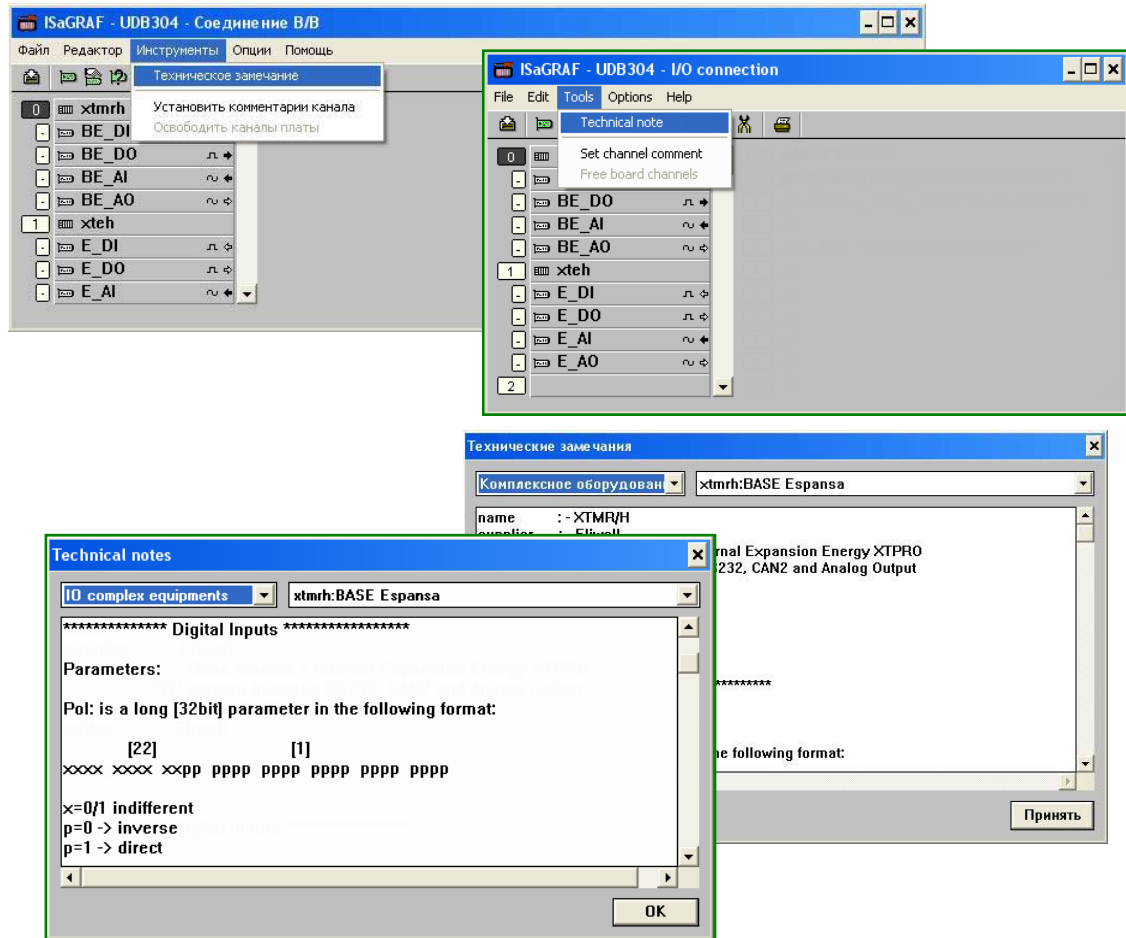 ISaGRAF - UDB304 - Соединение В/В
Файл Редактор Инструменты Опции Помощь
Техническое замечание
Установить комментарии канала
Освободить каналы платы
0 xtmrh
BE_DI
BE_DO
BE_AI
BE_AO
1 xteh
E_DI
E_DO
E_AI
ISaGRAF - UDB304 - I/O connection
File Edit Tools Options Help
Technical note
Set channel comment
Free board channels
0
BE_DO
BE_AI
BE_AO
1 xteh
E_DI
E_DO
E_AI
E_AO
2
Технические замечания
Комплексное оборудован xtmrh:BASE Espansa
name : - XTMR/H
supplier : - Eliwell
rnal Expansion Energy XTPRO
232, CAN2 and Analog Output
*********
he following format:
Принять
Technical notes
IO complex equipments xtmrh:BASE Espansa
************** Digital Inputs *****************
Parameters:
Pol: is a long [32bit] parameter in the following format:
[22] [1]
xxxx xxxx xxpp pppp pppp pppp pppp pppp
x=0/1 indifferent
p=0 -> inverse
p=1 -> direct
OK